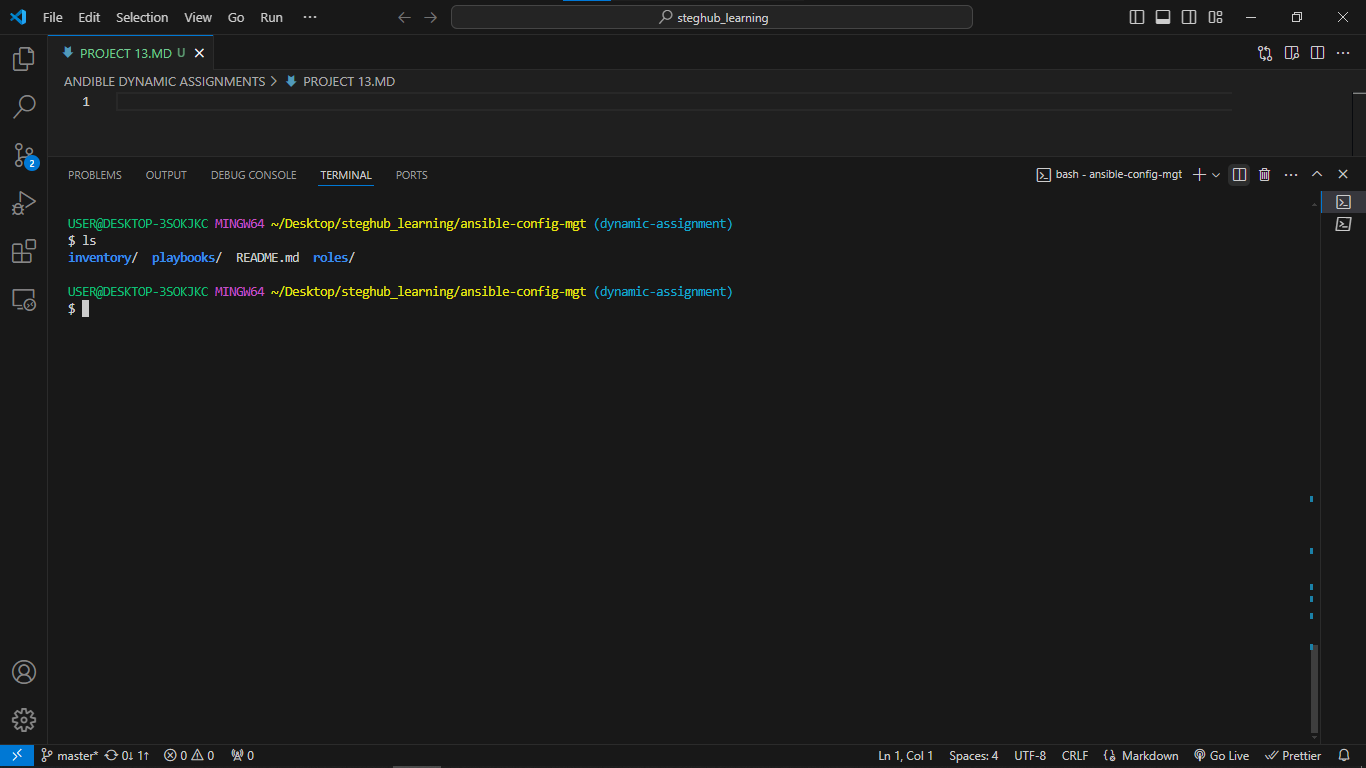 File Edit Selection View Go Run ··· steghub_learning
PROJECT 13.MD U
ANDIBLE DYNAMIC ASSIGNMENTS > PROJECT 13.MD
1
2
PROBLEMS OUTPUT DEBUG CONSOLE TERMINAL PORTS bash - ansible-config-mgt
USER@DESKTOP-3SOKJKC MINGW64 ~/Desktop/steghub_learning/ansible-config-mgt (dynamic-assignment)
$ ls
inventory/ playbooks/ README.md roles/
USER@DESKTOP-3SOKJKC MINGW64 ~/Desktop/steghub_learning/ansible-config-mgt (dynamic-assignment)
$
master* 0↓ 1↑ 0 0 0 Ln 1, Col 1 Spaces: 4 UTF-8 CRLF Markdown Go Live Prettier